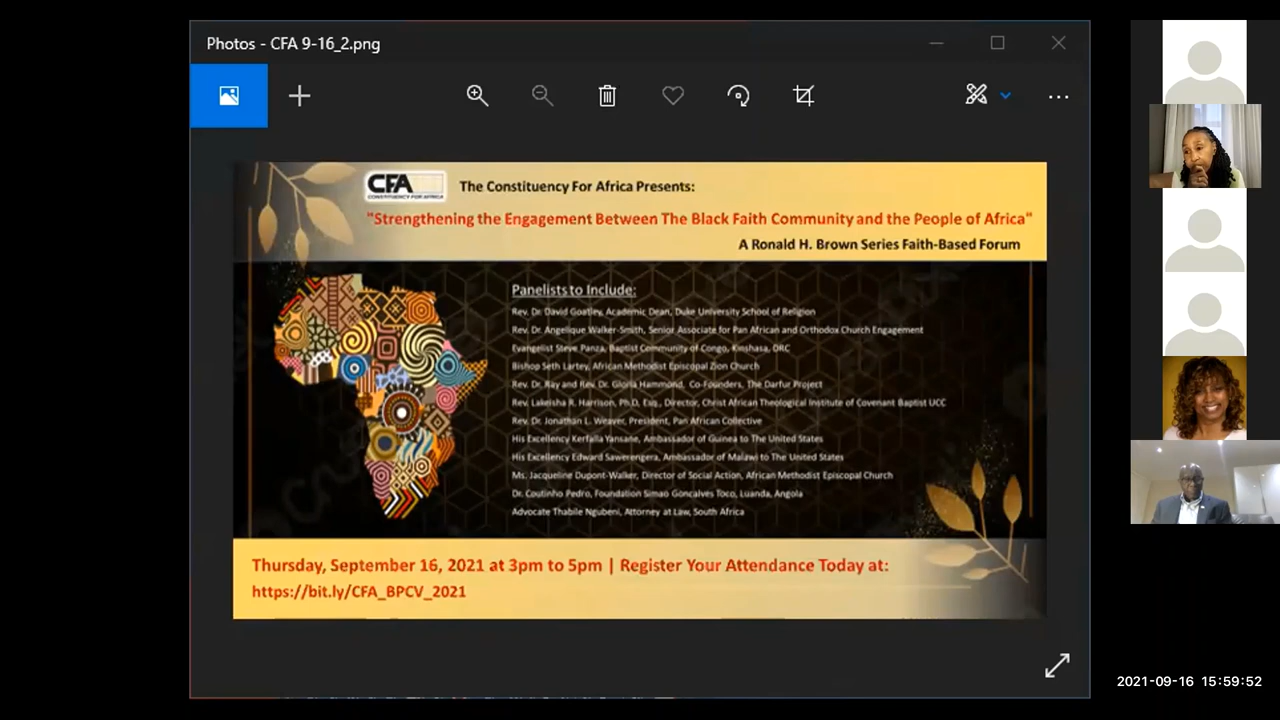 Photos - CFA 9-16_2.png
CFA
CONSTITUENCY FOR AFRICA
The Constituency For Africa Presents:
"Strengthening the Engagement Between The Black Faith Community and the People of Africa"
A Ronald H. Brown Series Faith-Based Forum
Panelists to Include:
Rev. Dr. David Goatley, Academic Dean, Duke University School of Religion
Rev. Dr. Angelique Walker-Smith, Senior Associate for Pan African and Orthodox Church Engagement
Evangelist Steve Panza, Baptist Community of Congo, Kinshasa, DRC
Bishop Seth Lartey, African Methodist Episcopal Zion Church
Rev. Dr. Ray and Rev. Dr. Gloria Hammond, Co-Founders, The Darfur Project
Rev. Lakeisha R. Harrison, Ph.D, Esq., Director, Christ African Theological Institute of Covenant Baptist UCC
Rev. Dr. Jonathan L. Weaver, President, Pan African Collective
His Excellency Kerfalla Yansane, Ambassador of Guinea to The United States
His Excellency Edward Sawerengera, Ambassador of Malawi to The United States
Ms. Jacqueline Dupont-Walker, Director of Social Action, African Methodist Episcopal Church
Dr. Coutinho Pedro, Foundation Simao Goncalves Toco, Luanda, Angola
Advocate Thabile Ngubeni, Attorney at Law, South Africa
Thursday, September 16, 2021 at 3pm to 5pm | Register Your Attendance Today at:
https://bit.ly/CFA_BPCV_2021
2021-09-16 15:59:52